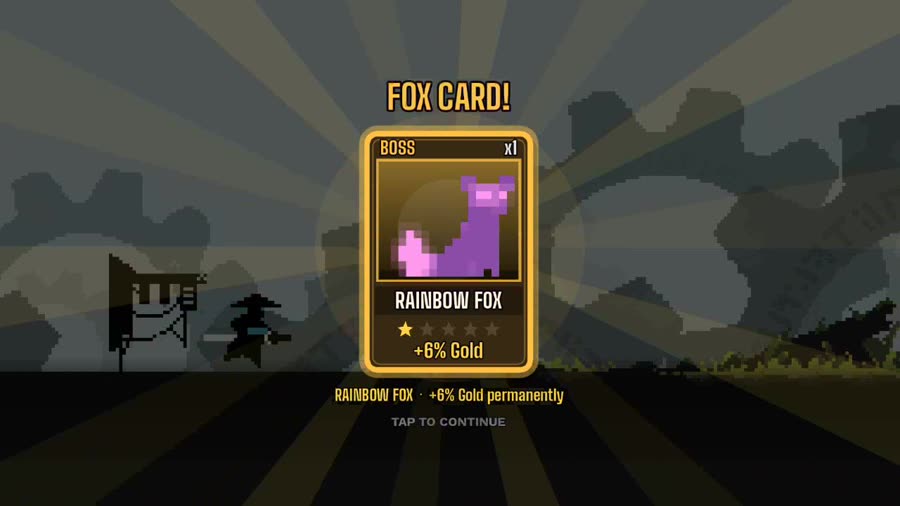 FOX CARD!
BOSS x1
RAINBOW FOX
+6% Gold
RAINBOW FOX · +6% Gold permanently
TAP TO CONTINUE